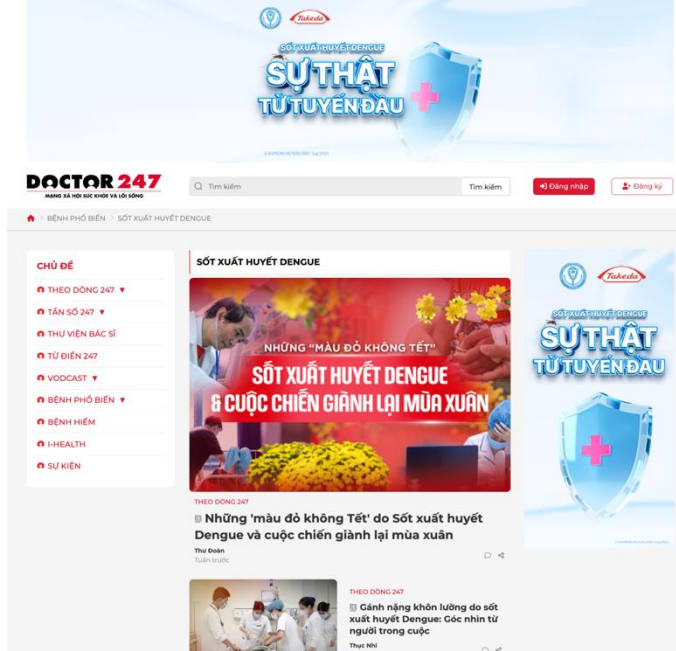 Takeda
SỐT XUẤT HUYẾT DENGUE
SỰ THẬT
TỪ TUYẾN ĐẦU
DOCTOR 247
MẠNG XÃ HỘI SỨC KHỎE VÀ LỐI SỐNG
Tìm kiếm
Tìm kiếm
Đăng nhập
Đăng ký
BỆNH PHỔ BIẾN
SỐT XUẤT HUYẾT DENGUE
CHỦ ĐỀ
THEO DÒNG 247
TẦN SỐ 247
THƯ VIỆN BÁC SĨ
TỪ ĐIỂN 247
VODCAST
BỆNH PHỔ BIẾN
BỆNH HIẾM
I-HEALTH
SỰ KIỆN
SỐT XUẤT HUYẾT DENGUE
NHỮNG “MÀU ĐỎ KHÔNG TẾT”
SỐT XUẤT HUYẾT DENGUE
& CUỘC CHIẾN GIÀNH LẠI MÙA XUÂN
THEO DÒNG 247
Những 'màu đỏ không Tết' do Sốt xuất huyết
Dengue và cuộc chiến giành lại mùa xuân
Thư Đoàn
Tuần trước
THEO DÒNG 247
Gánh nặng khôn lường do sốt
xuất huyết Dengue: Góc nhìn từ
người trong cuộc
Thục Nhi
Takeda
SỐT XUẤT HUYẾT DENGUE
SỰ THẬT
TỪ TUYẾN ĐẦU